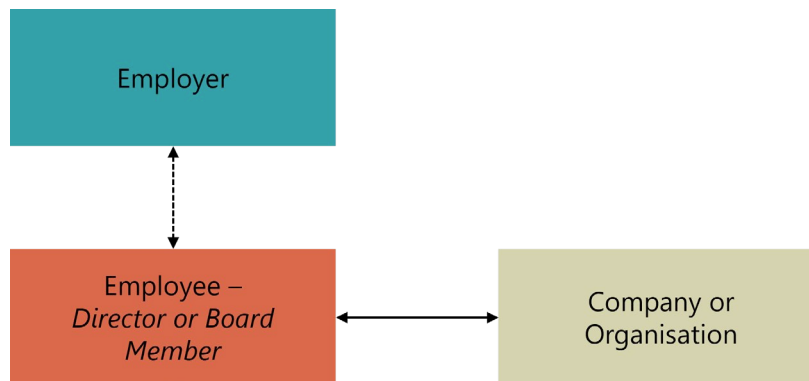 Employer
Employee –
Director or Board
Member
Company or
Organisation